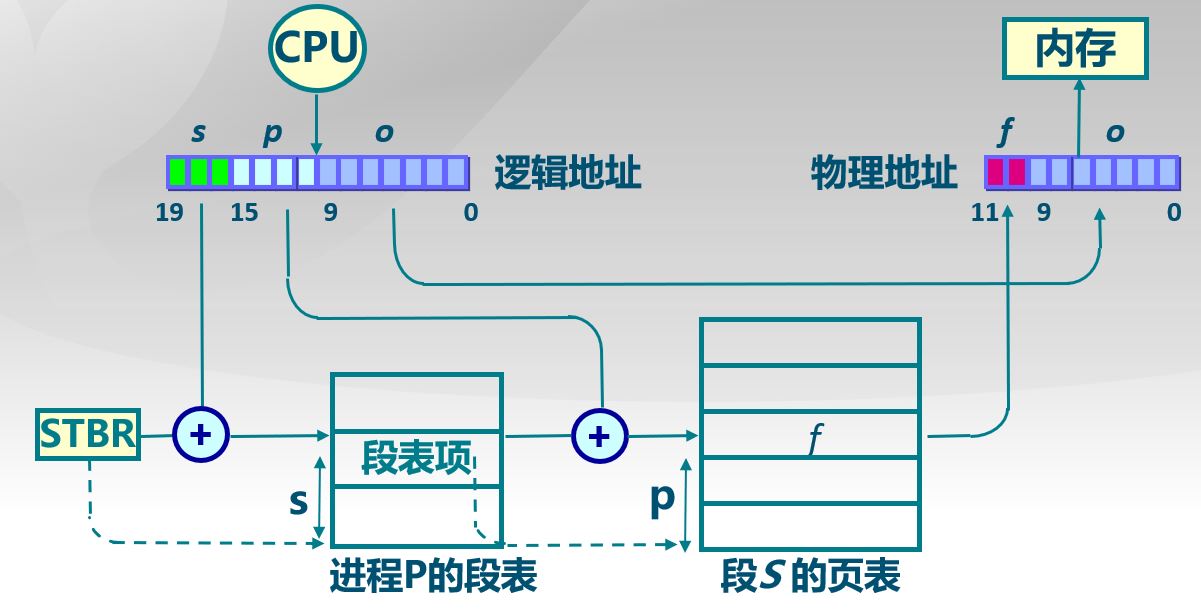 CPU
内存
s p o
f o
逻辑地址
物理地址
19 15 9 0
11 9 0
STBR
+
段表项
+
f
s
p
进程P的段表
段S的页表